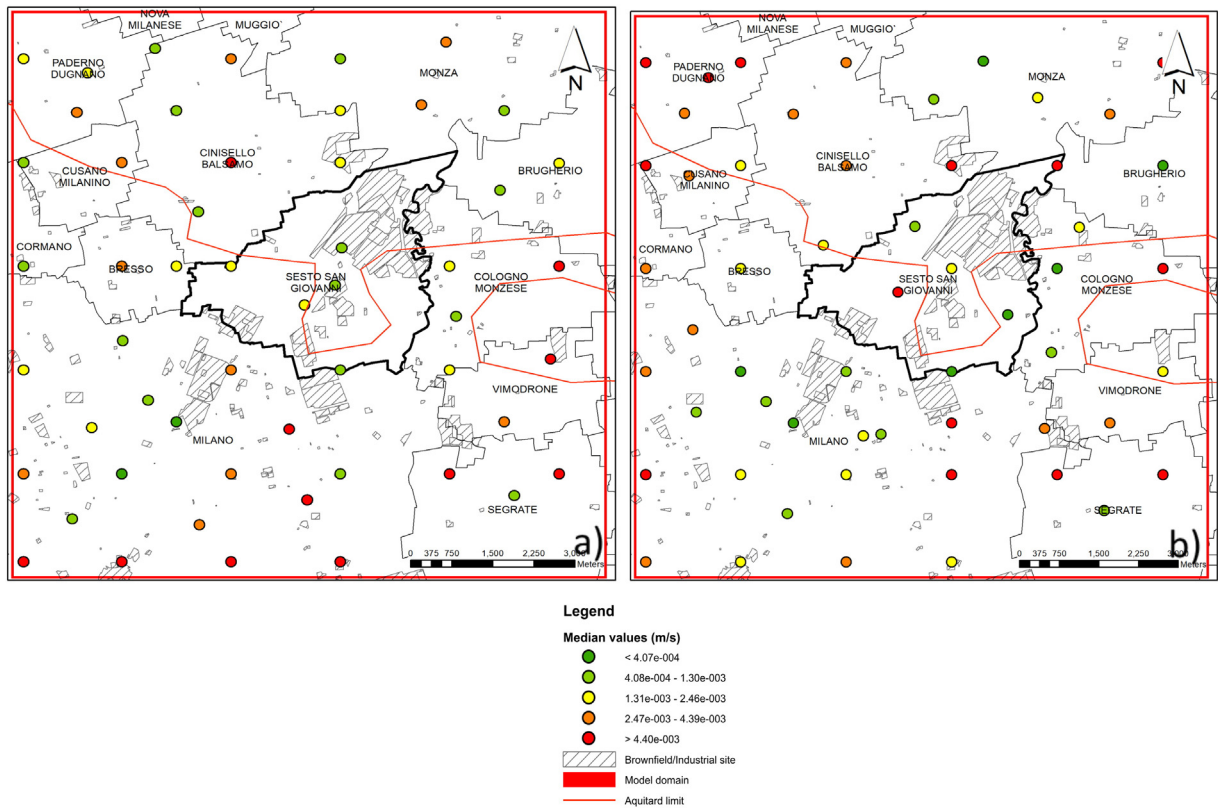 NOVA
MILANESE
MUGGIO'
PADERNO
DUGNANO
MONZA
N
CINISELLO
BALSAMO
CUSANO
MILANINO
BRUGHERIO
CORMANO
BRESSO
SESTO SAN
GIOVANNI
COLOGNO
MONZESE
VIMODRONE
MILANO
SEGRATE
a)
0 375 750 1,500 2,250 3,000
Meters
NOVA
MILANESE
MUGGIO'
PADERNO
DUGNANO
MONZA
N
CINISELLO
BALSAMO
CUSANO
MILANINO
BRUGHERIO
CORMANO
BRESSO
SESTO SAN
GIOVANNI
COLOGNO
MONZESE
VIMODRONE
MILANO
SEGRATE
b)
0 375 750 1,500 2,250 3,000
Meters
Legend
Median values (m/s)
< 4.07e-004
4.08e-004 - 1.30e-003
1.31e-003 - 2.46e-003
2.47e-003 - 4.39e-003
> 4.40e-003
Brownfield/Industrial site
Model domain
Aquitard limit